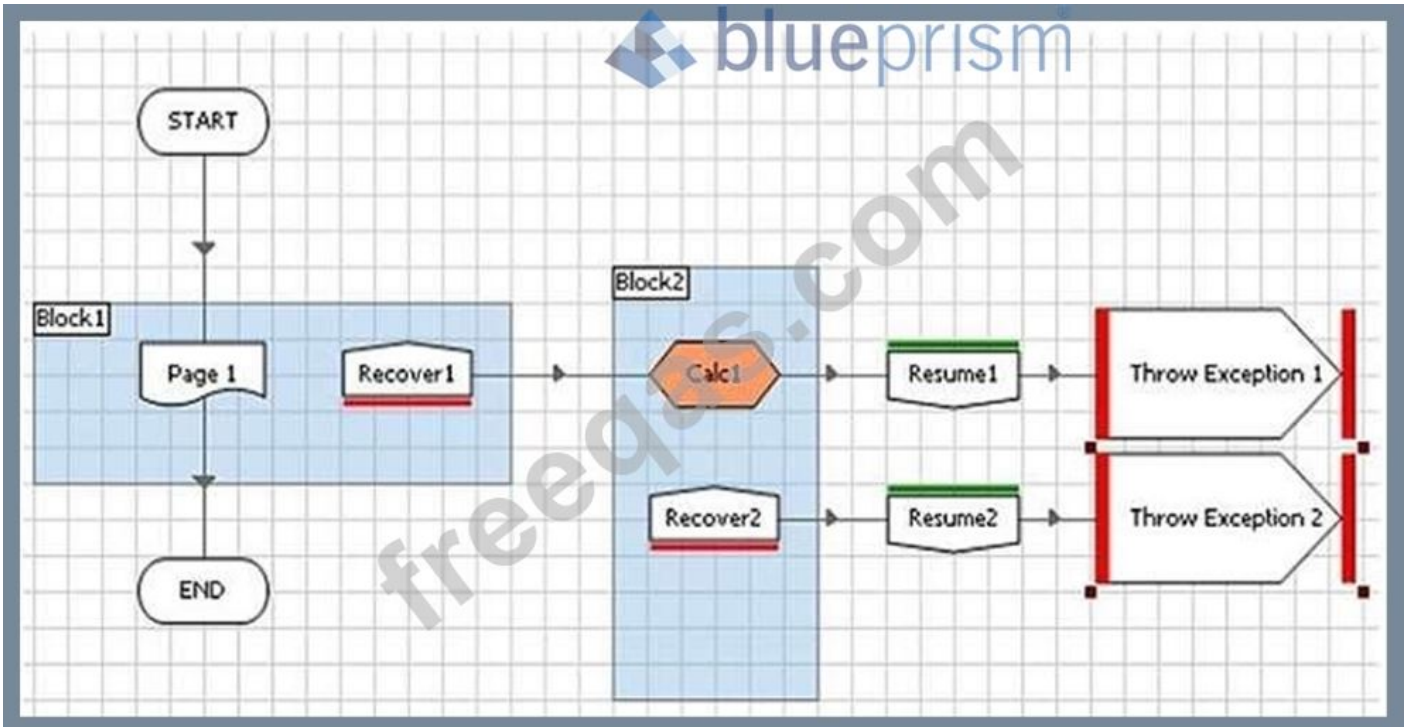 blueprism
START
Block1
Page 1
Recover1
Block2
Calc1
Resume1
Throw Exception 1
Recover2
Resume2
Throw Exception 2
END
freeqas.com